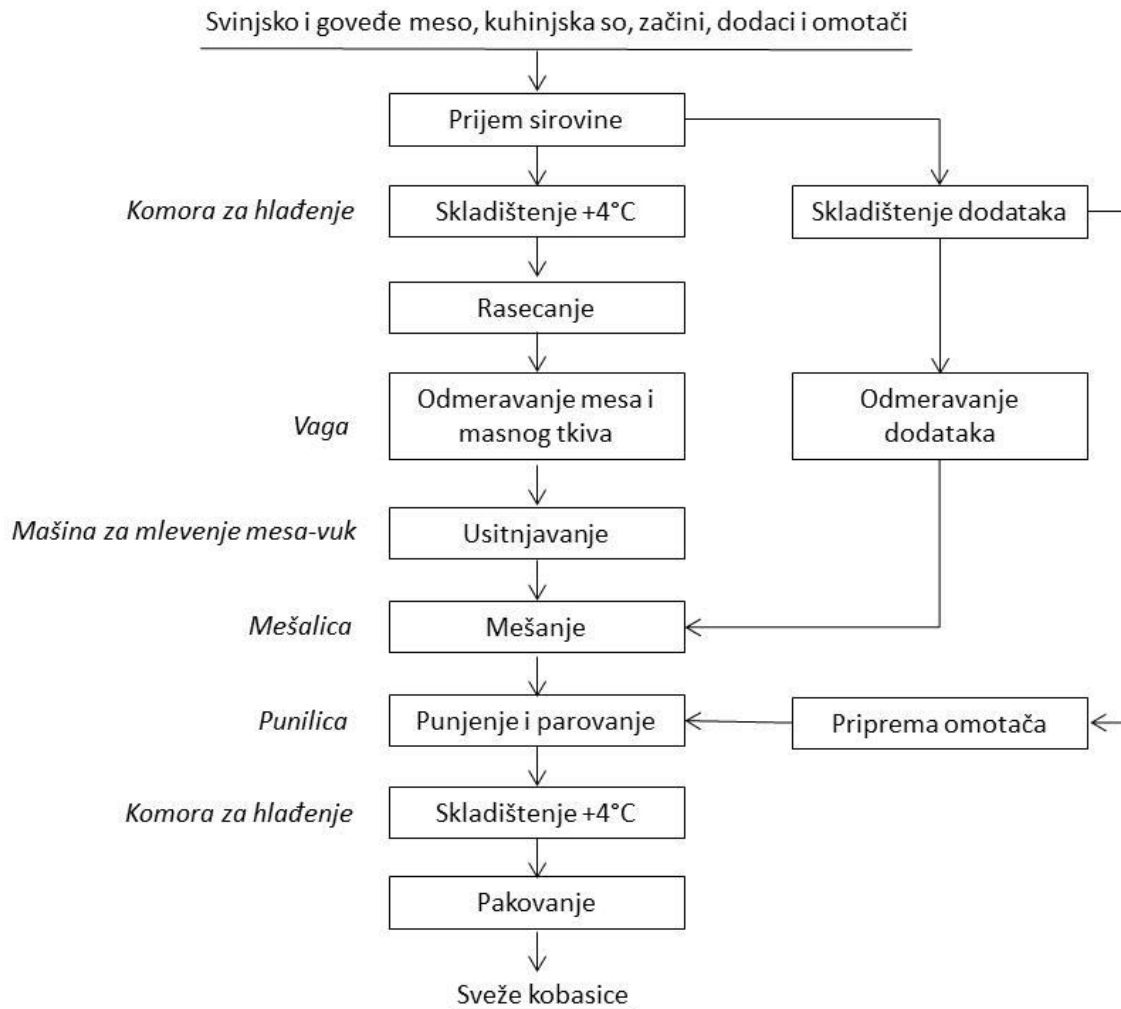 Svinjsko i goveđe meso, kuhinjska so, začini, dodaci i omotači
Prijem sirovine
Komora za hlađenje
Skladištenje +4°C
Skladištenje dodataka
Rasecanje
Vaga
Odmeravanje mesa i
masnog tkiva
Odmeravanje
dodataka
Mašina za mlevenje mesa-vuk
Usitnjavanje
Mešalica
Mešanje
Punilica
Punjenje i parovanje
Priprema omotača
Komora za hlađenje
Skladištenje +4°C
Pakovanje
Sveže kobasice